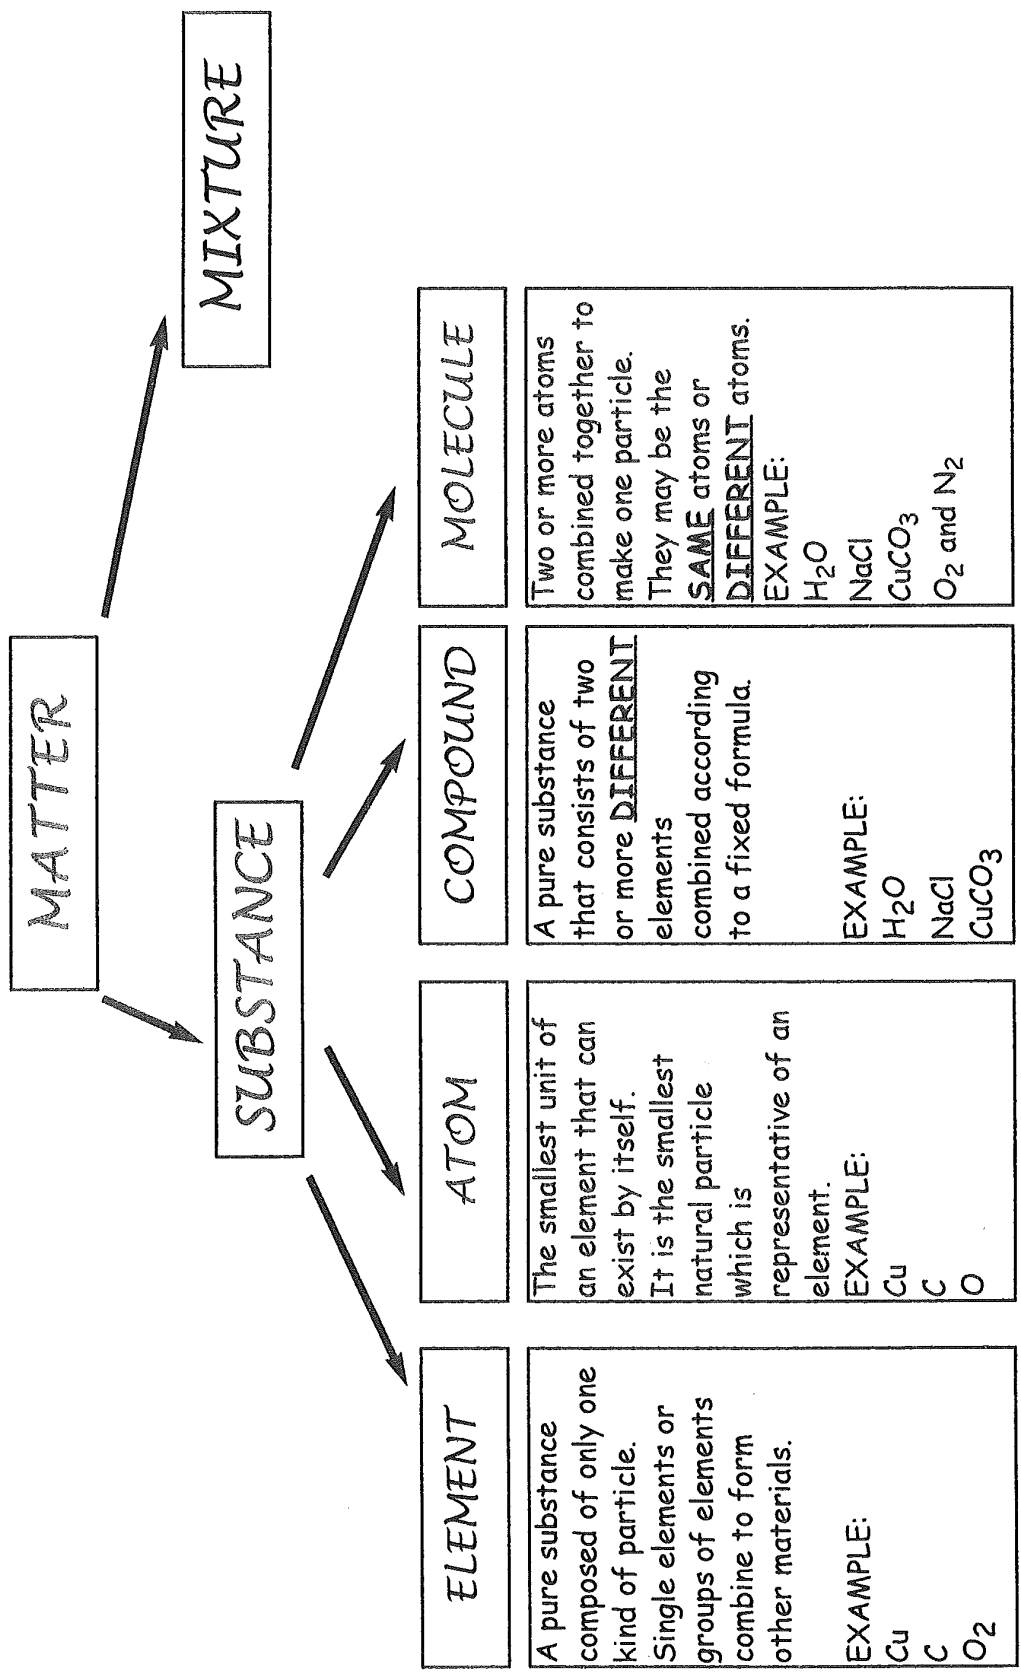 MATTER
SUBSTANCE
MIXTURE
ELEMENT
A pure substance
composed of only one
kind of particle.
Single elements or
groups of elements
combine to form
other materials.
EXAMPLE:
Cu
C
O₂
ATOM
The smallest unit of
an element that can
exist by itself.
It is the smallest
natural particle
which is
representative of an
element.
EXAMPLE:
Cu
C
O
COMPOUND
A pure substance
that consists of two
or more DIFFERENT
elements
combined according
to a fixed formula.
EXAMPLE:
H₂O
NaCl
CuCO₃
MOLECULE
Two or more atoms
combined together to
make one particle.
They may be the
SAME atoms or
DIFFERENT atoms.
EXAMPLE:
H₂O
NaCl
CuCO₃
O₂ and N₂